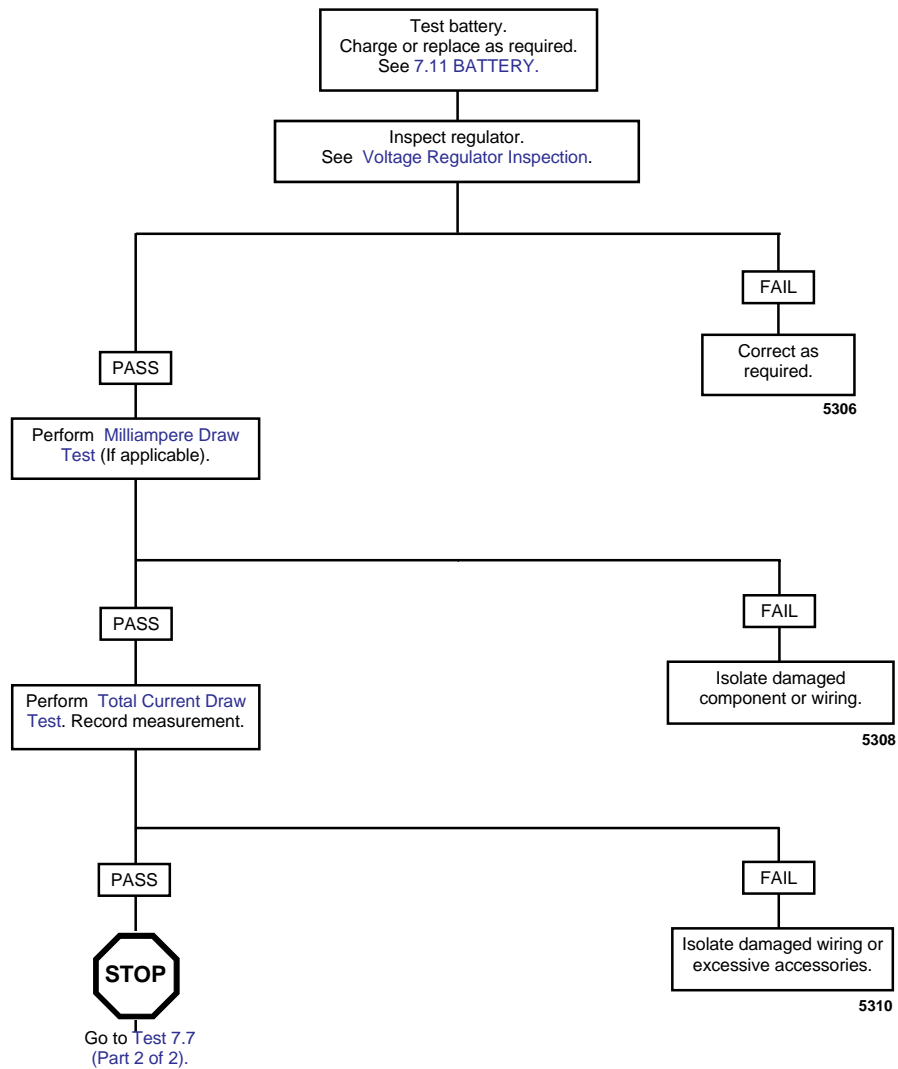 Test battery.
Charge or replace as required.
See 7.11 BATTERY.
Inspect regulator.
See Voltage Regulator Inspection.
FAIL
Correct as
required.
5306
PASS
Perform Milliampere Draw
Test (If applicable).
FAIL
Isolate damaged
component or wiring.
5308
PASS
Perform Total Current Draw
Test. Record measurement.
FAIL
Isolate damaged wiring or
excessive accessories.
5310
PASS
STOP
Go to Test 7.7
(Part 2 of 2).